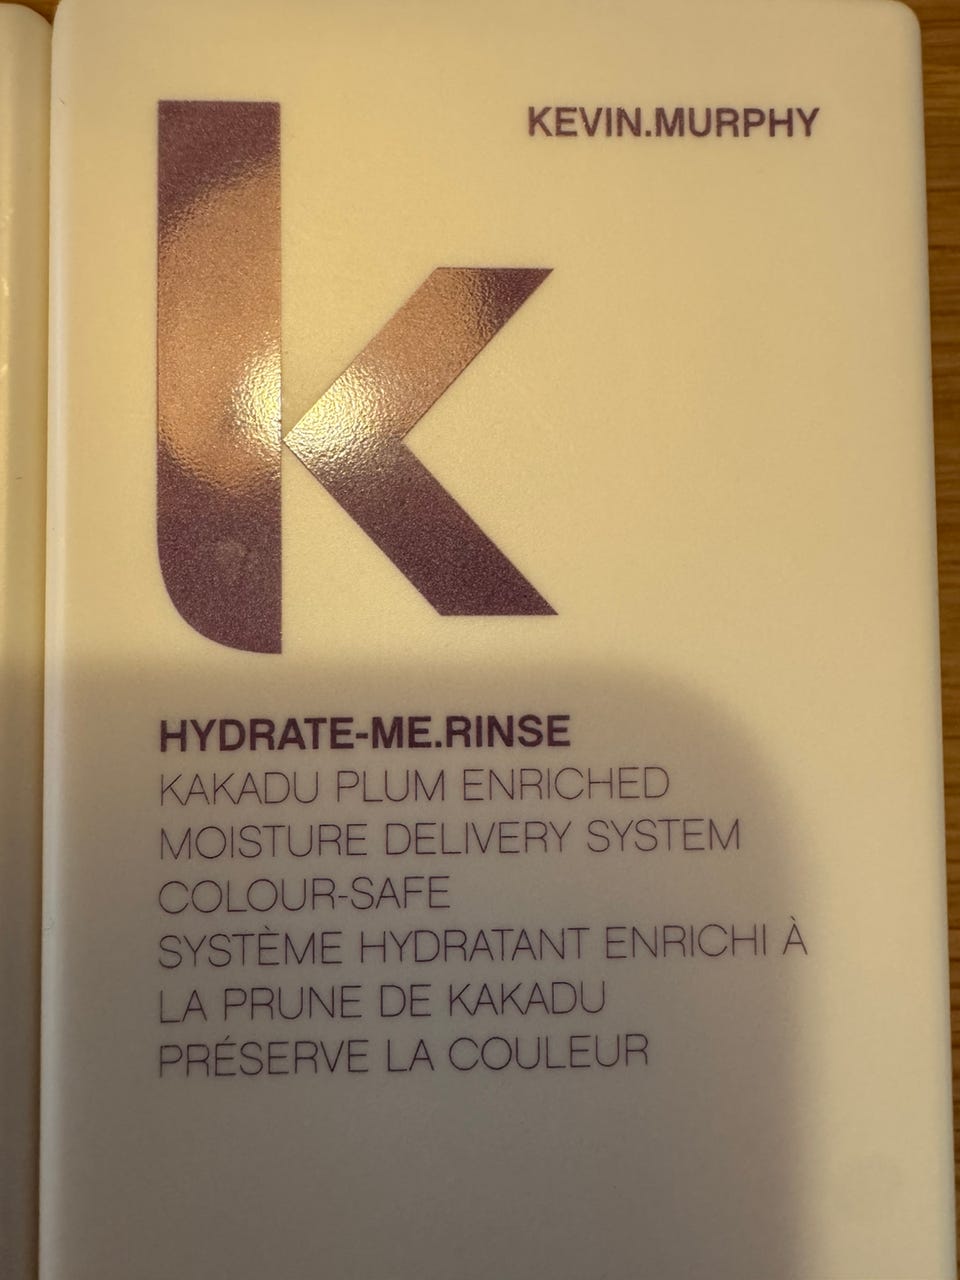 KEVIN.MURPHY
k
HYDRATE-ME.RINSE
KAKADU PLUM ENRICHED
MOISTURE DELIVERY SYSTEM
COLOUR-SAFE
SYSTÈME HYDRATANT ENRICHI À
LA PRUNE DE KAKADU
PRÉSERVE LA COULEUR